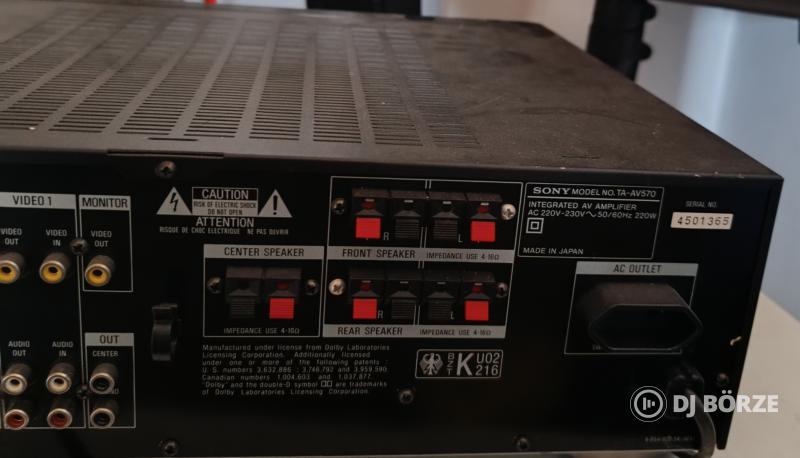 VIDEO 1
MONITOR
VIDEO
OUT
VIDEO
IN
VIDEO
OUT
AUDIO
OUT
AUDIO
IN
OUT
CENTER
CAUTION
RISK OF ELECTRIC SHOCK
DO NOT OPEN
ATTENTION
RISQUE DE CHOC ELECTRIQUE NE PAS OUVRIR
CENTER SPEAKER
IMPEDANCE USE 4-16Ω
R
L
FRONT SPEAKER
IMPEDANCE USE 4-16Ω
R
L
REAR SPEAKER
IMPEDANCE USE 4-16Ω
SONY MODEL NO. TA-AV570
INTEGRATED AV AMPLIFIER
AC 220V-230V～50/60Hz 220W
MADE IN JAPAN
SERIAL NO.
4501365
AC OUTLET
Manufactured under license from Dolby Laboratories
Licensing Corporation. Additionally licensed
under one or more of the following patents:
U.S. numbers 3,632,886; 3,746,792 and 3,959,590,
Canadian numbers 1,004,603 and 1,037,877.
"Dolby" and the double-D symbol are trademarks
of Dolby Laboratories Licensing Corporation.
BZT K U02
216
DJ BÖRZE